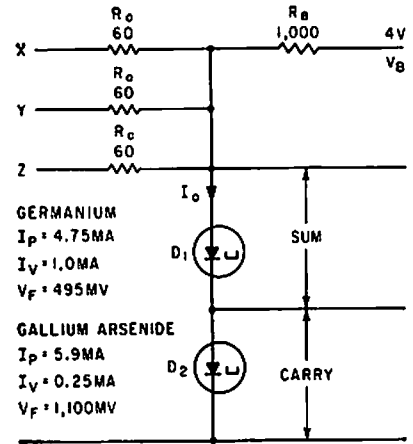 Ro
60
RB
1,000
4V
VB
X
Ro
60
Y
Rc
60
Z
Io
GERMANIUM
IP = 4.75MA
IV = 1.0MA
VF = 495MV
D1
SUM
GALLIUM ARSENIDE
IP = 5.9MA
IV = 0.25MA
VF = 1,100MV
D2
CARRY